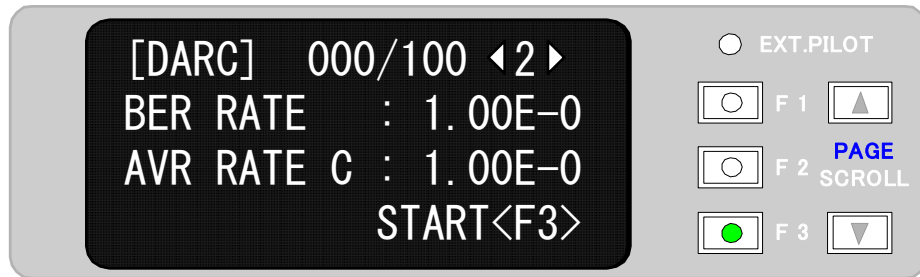 [DARC] 000/100 ◀2▶
BER RATE : 1.00E-0
AVR RATE C : 1.00E-0
START<F3>
EXT.PILOT
F 1
F 2
PAGE
SCROLL
F 3